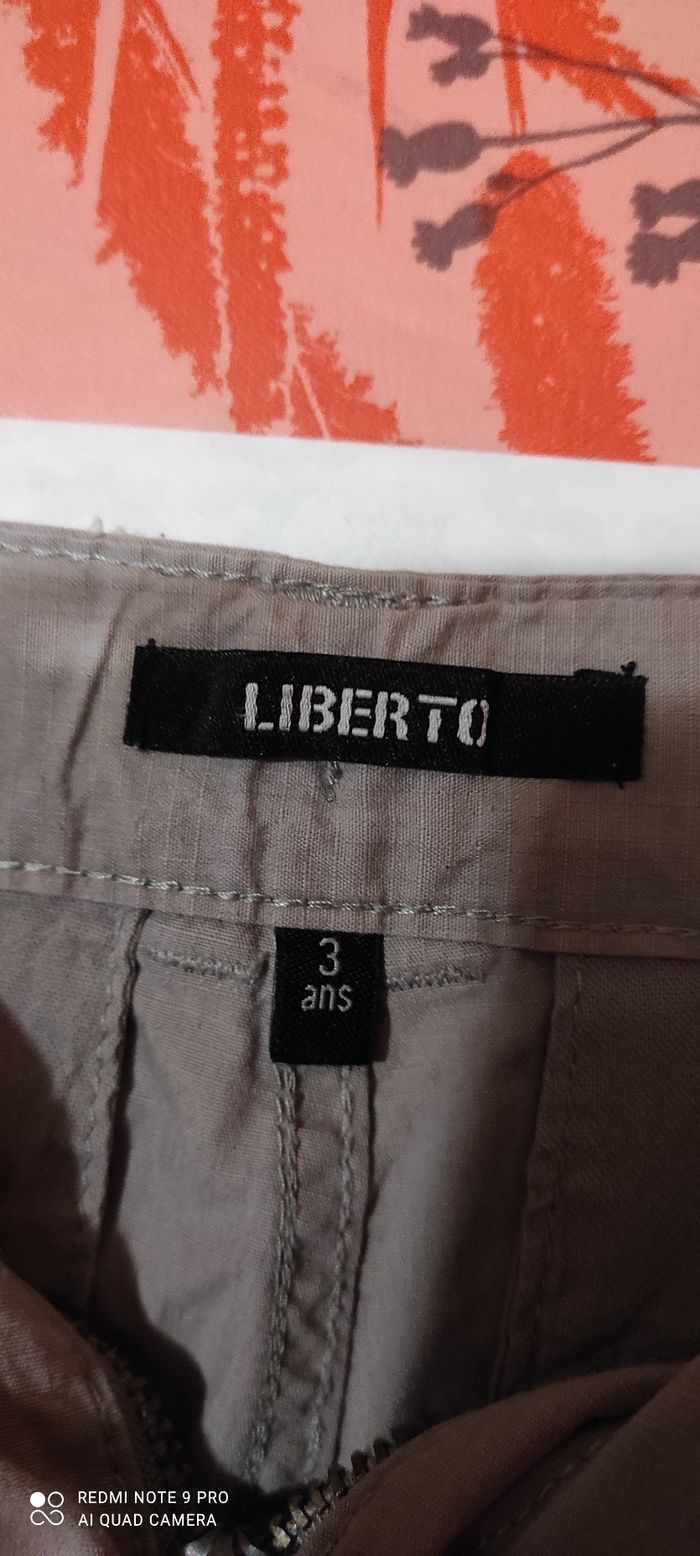 LIBERTO
3
ans
REDMI NOTE 9 PRO
AI QUAD CAMERA